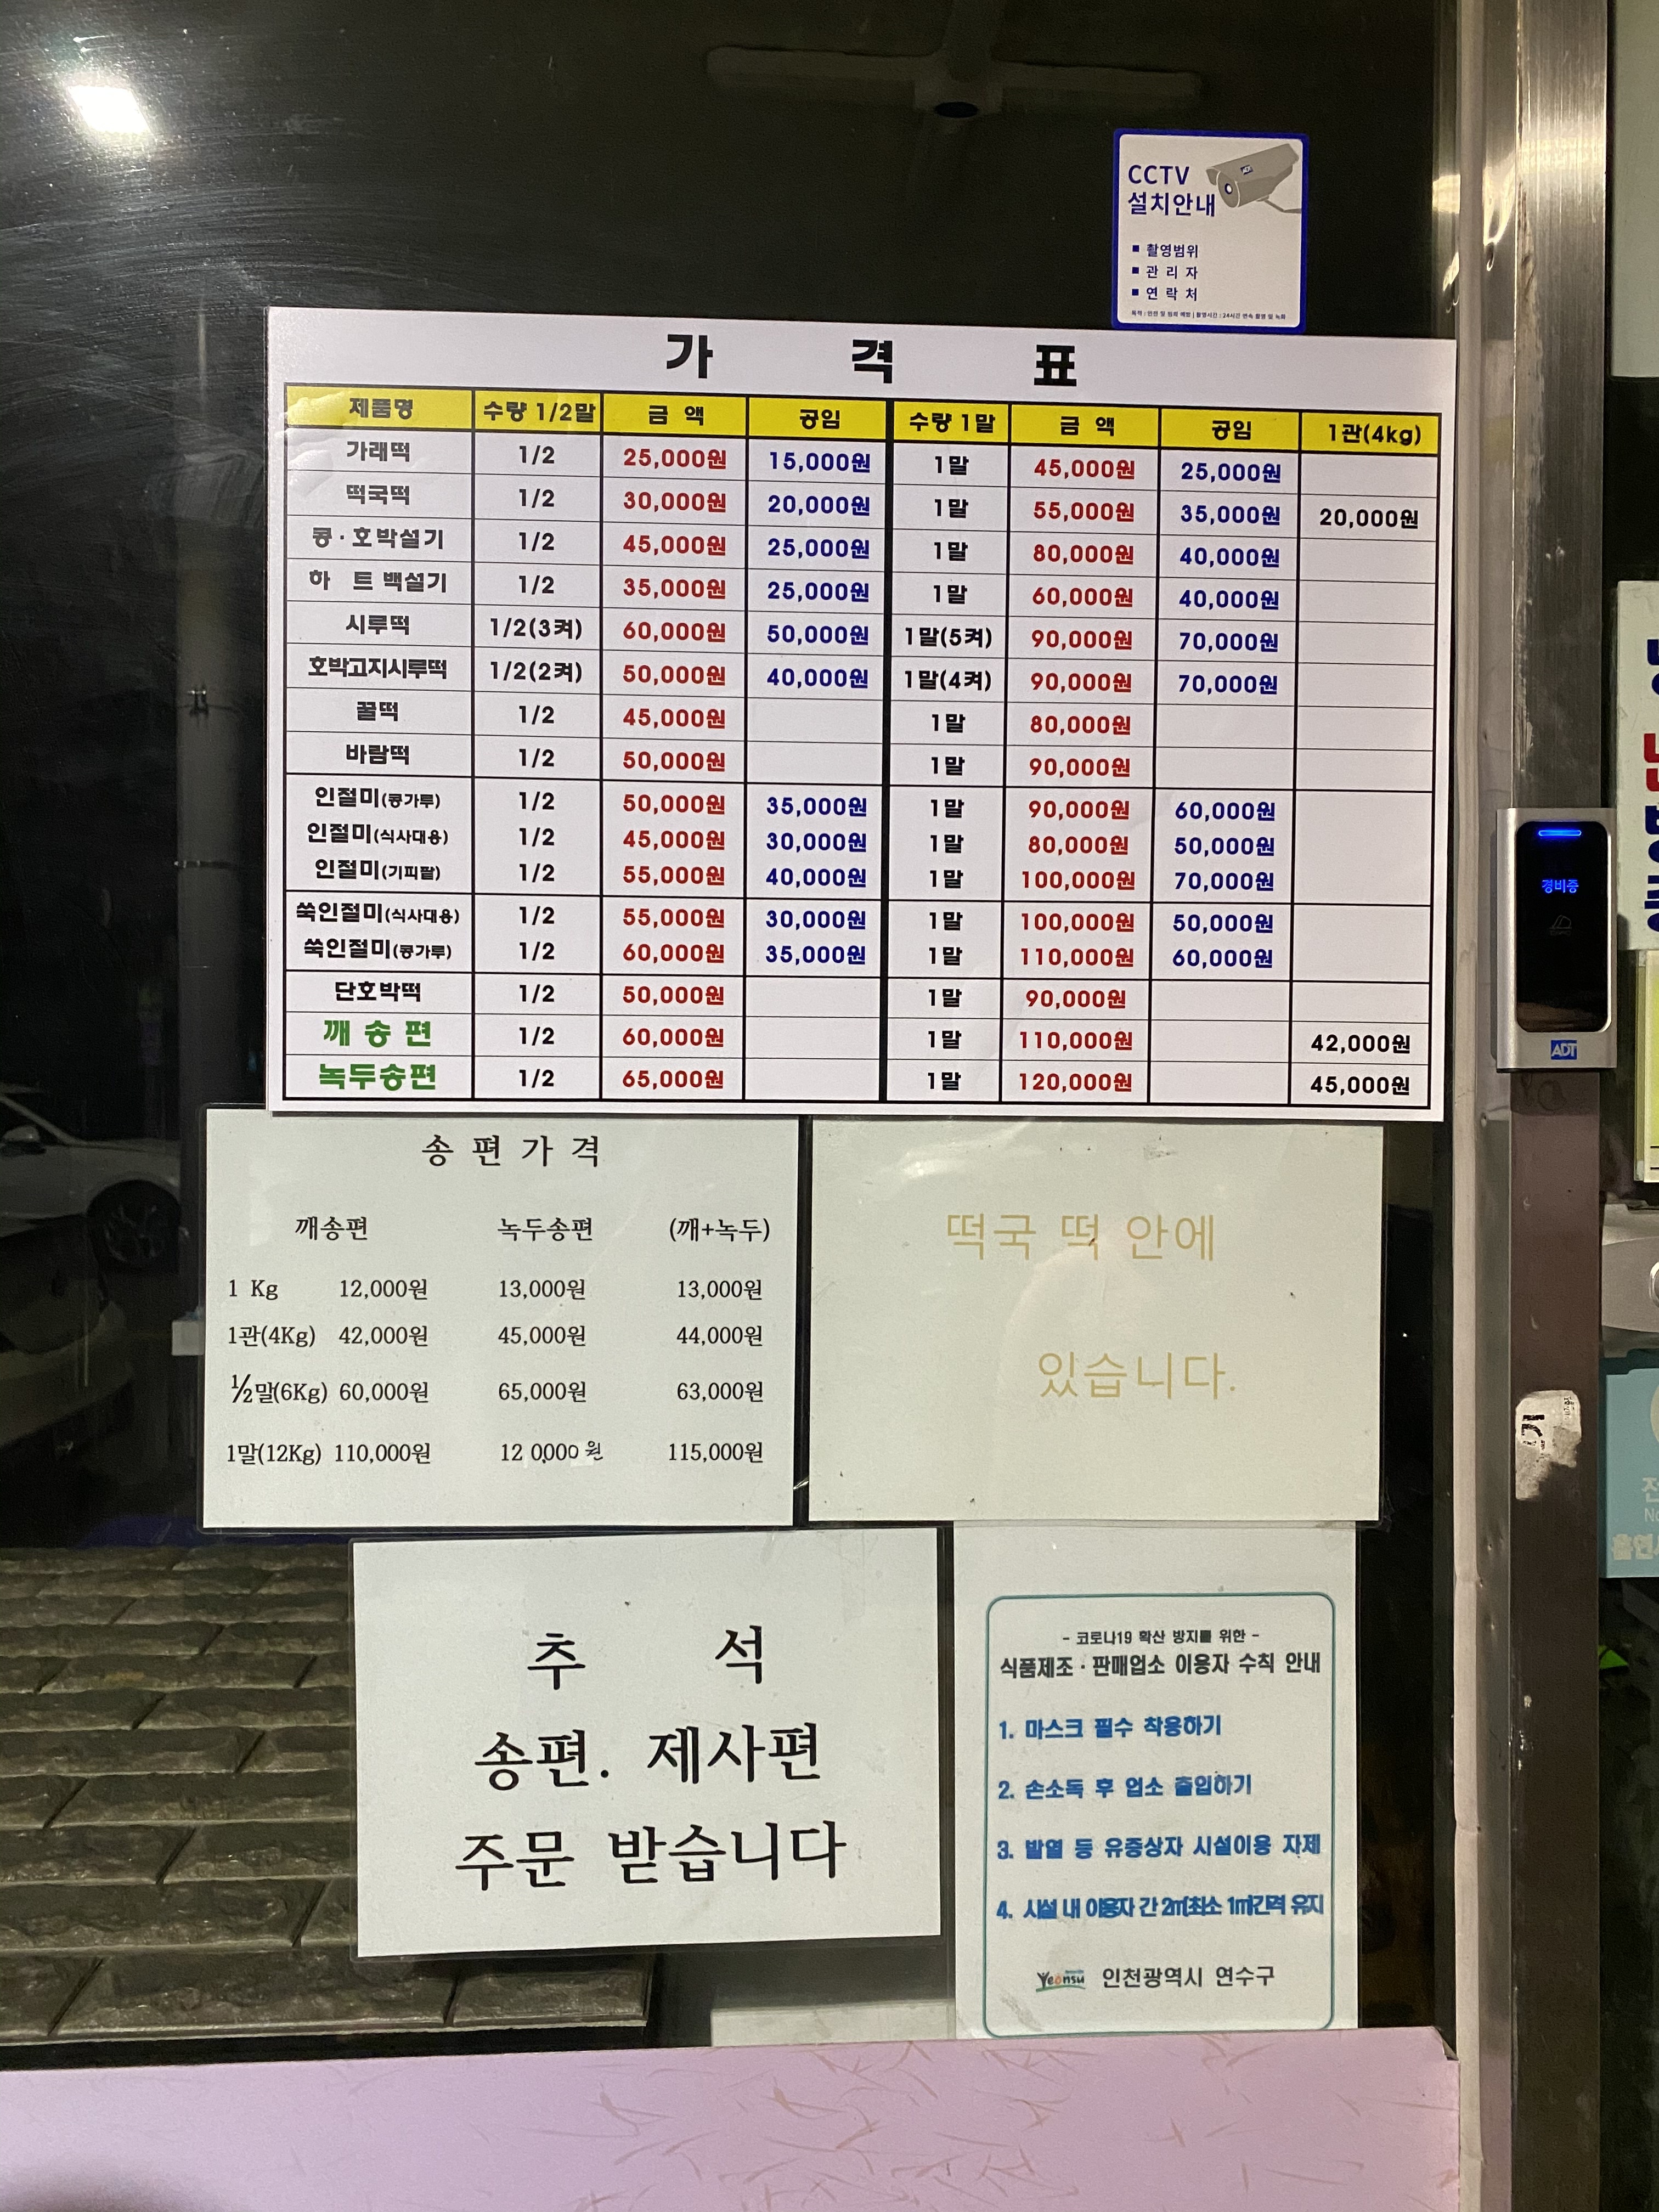 CCTV
설치안내
■ 촬영범위
■ 관 리 자
■ 연 락 처
목적 : 안전 및 범죄 예방 | 촬영시간 : 24시간 연속 촬영 및 녹화
가 격 표
제품명 수량 1/2말 금 액 공임 수량 1말 금 액 공임 1관(4kg)
가래떡 1/2 25,000원 15,000원 1말 45,000원 25,000원
떡국떡 1/2 30,000원 20,000원 1말 55,000원 35,000원 20,000원
콩·호박설기 1/2 45,000원 25,000원 1말 80,000원 40,000원
하 트 백설기 1/2 35,000원 25,000원 1말 60,000원 40,000원
시루떡 1/2(3켜) 60,000원 50,000원 1말(5켜) 90,000원 70,000원
호박고지시루떡 1/2(2켜) 50,000원 40,000원 1말(4켜) 90,000원 70,000원
꿀떡 1/2 45,000원 1말 80,000원
바람떡 1/2 50,000원 1말 90,000원
인절미(콩가루) 1/2 50,000원 35,000원 1말 90,000원 60,000원
인절미(식사대용) 1/2 45,000원 30,000원 1말 80,000원 50,000원
인절미(기피팥) 1/2 55,000원 40,000원 1말 100,000원 70,000원
쑥인절미(식사대용) 1/2 55,000원 30,000원 1말 100,000원 50,000원
쑥인절미(콩가루) 1/2 60,000원 35,000원 1말 110,000원 60,000원
단호박떡 1/2 50,000원 1말 90,000원
깨 송 편 1/2 60,000원 1말 110,000원 42,000원
녹두송편 1/2 65,000원 1말 120,000원 45,000원
경비중
ADT
송 편 가 격
깨송편 녹두송편 (깨+녹두)
1 Kg 12,000원 13,000원 13,000원
1관(4Kg) 42,000원 45,000원 44,000원
½말(6Kg) 60,000원 65,000원 63,000원
1말(12Kg) 110,000원 12 0,000 원 115,000원
떡국 떡 안에
있습니다.
추 석
송편. 제사편
주문 받습니다
- 코로나19 확산 방지를 위한 -
식품제조·판매업소 이용자 수칙 안내
1. 마스크 필수 착용하기
2. 손소독 후 업소 출입하기
3. 발열 등 유증상자 시설이용 자제
4. 시설 내 이용자 간 2m(최소 1m)간격 유지
Yeonsu 인천광역시 연수구